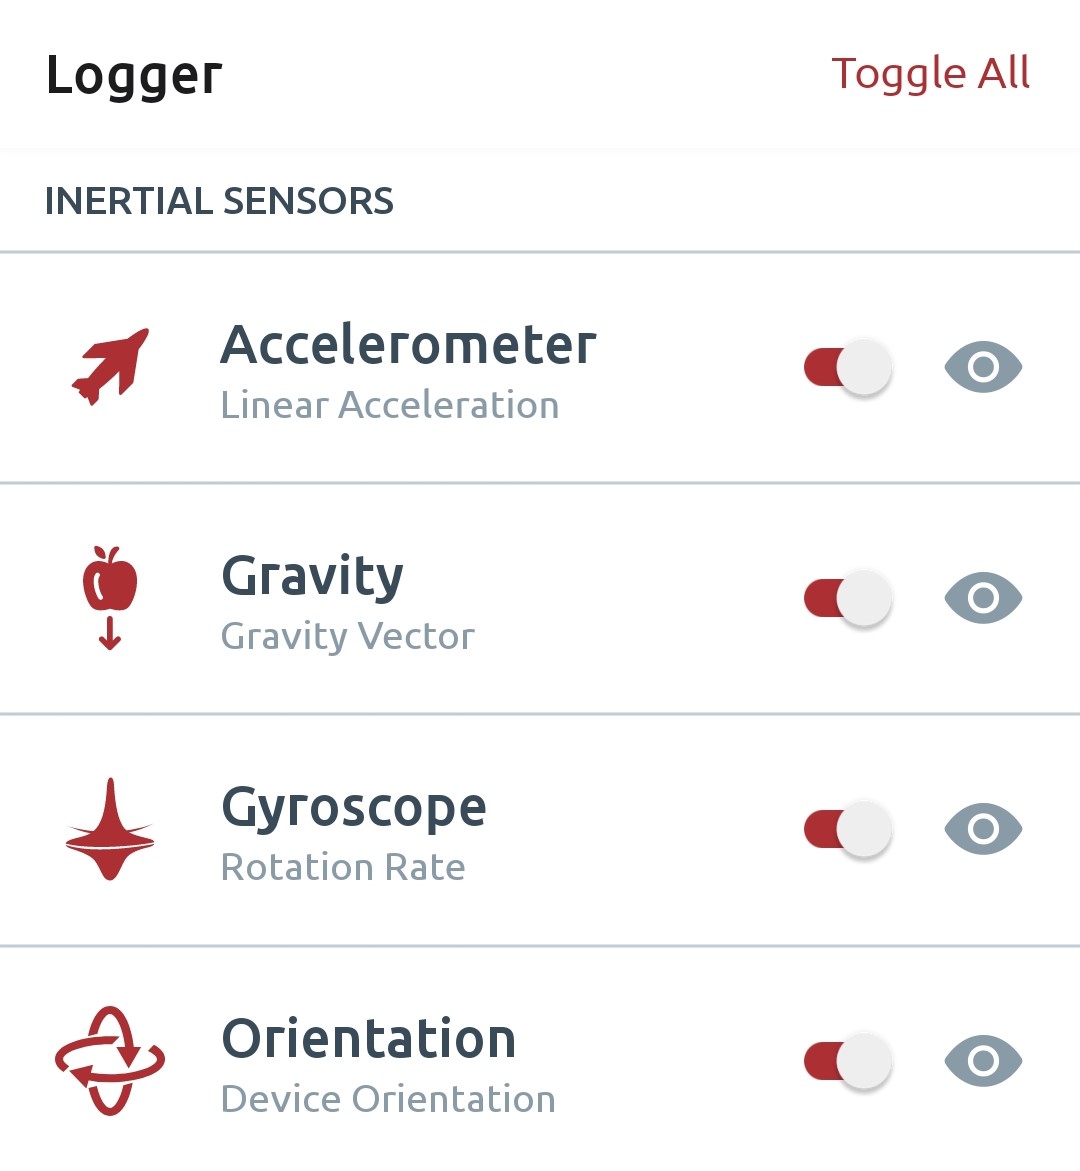 Logger
Toggle All
INERTIAL SENSORS
Accelerometer
Linear Acceleration
Gravity
Gravity Vector
Gyroscope
Rotation Rate
Orientation
Device Orientation